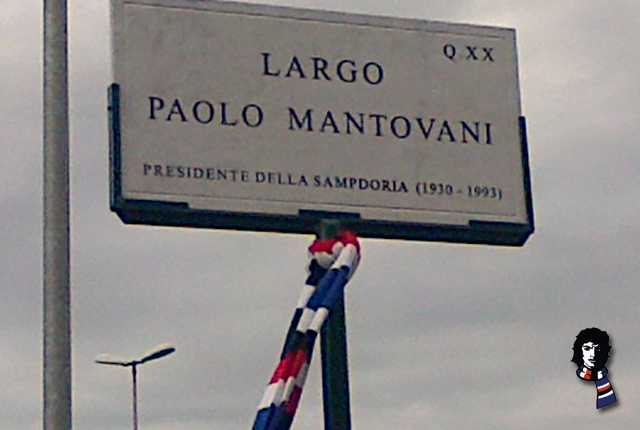 Q XX
LARGO
PAOLO MANTOVANI
PRESIDENTE DELLA SAMPDORIA (1930 - 1993)